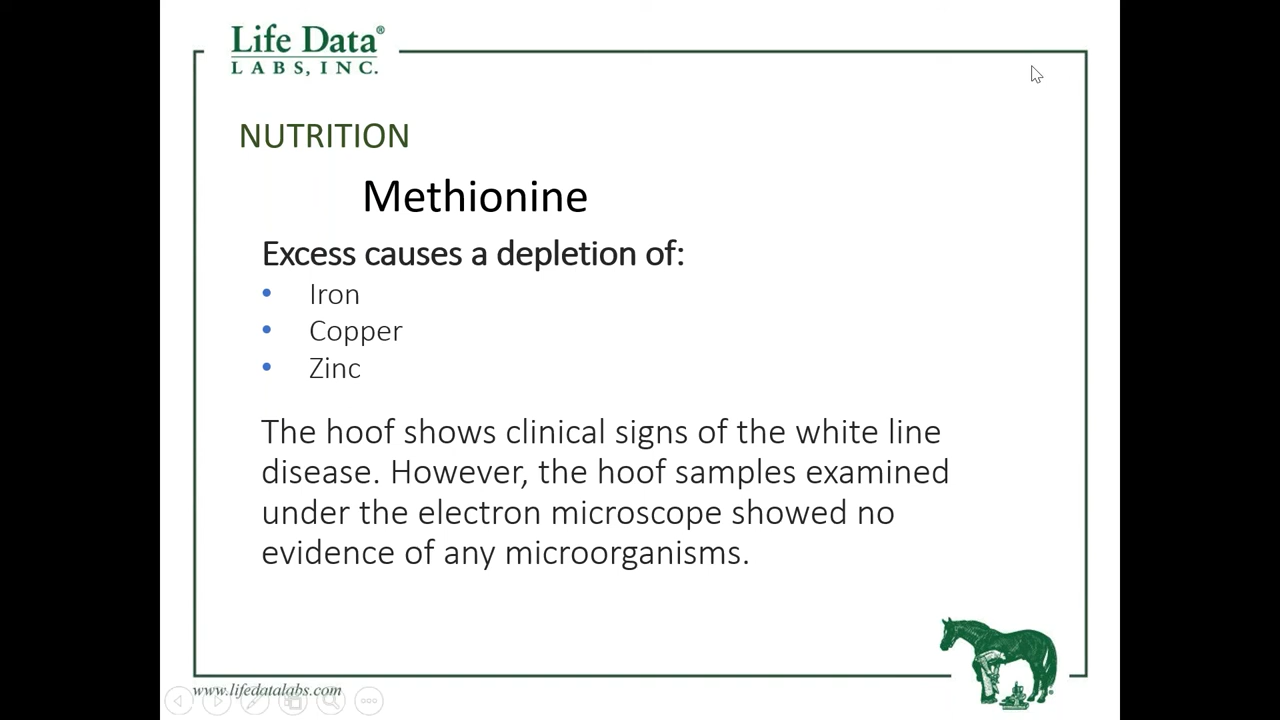 Life Data®
LABS, INC.
NUTRITION
Methionine
Excess causes a depletion of:
• Iron
• Copper
• Zinc
The hoof shows clinical signs of the white line
disease. However, the hoof samples examined
under the electron microscope showed no
evidence of any microorganisms.
www.lifedatalabs.com